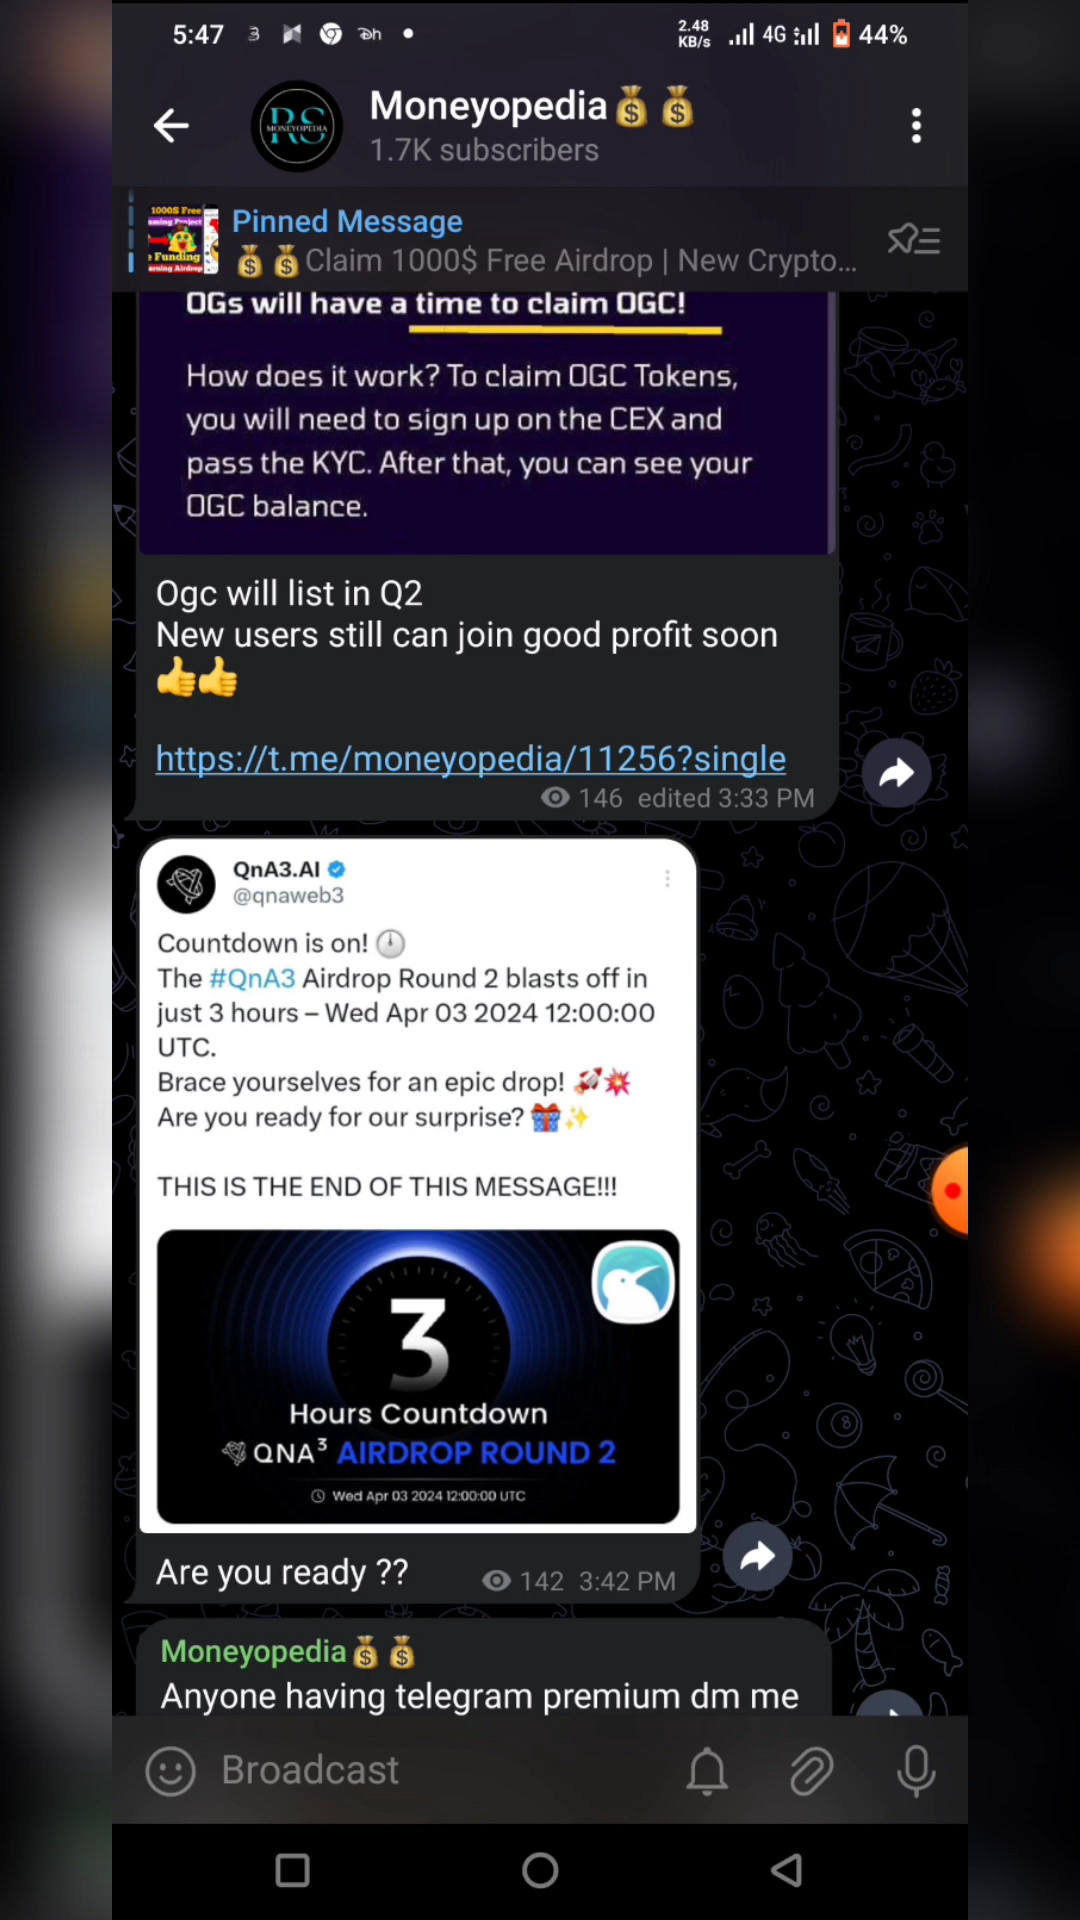 5:47
2.48
KB/s
4G
44%
RS
MONEYOPEDIA
Moneyopedia💰💰
1.7K subscribers
1000$ Free
e Funding
Pinned Message
💰💰Claim 1000$ Free Airdrop | New Crypto...
OGs will have a time to claim OGC!
How does it work? To claim OGC Tokens,
you will need to sign up on the CEX and
pass the KYC. After that, you can see your
OGC balance.
Ogc will list in Q2
New users still can join good profit soon
👍👍
https://t.me/moneyopedia/11256?single
146 edited 3:33 PM
QnA3.AI
@qnaweb3
Countdown is on! 🕛
The #QnA3 Airdrop Round 2 blasts off in
just 3 hours – Wed Apr 03 2024 12:00:00
UTC.
Brace yourselves for an epic drop! 🚀💥
Are you ready for our surprise? 🎁✨
THIS IS THE END OF THIS MESSAGE!!!
3
Hours Countdown
QNA³ AIRDROP ROUND 2
Wed Apr 03 2024 12:00:00 UTC
Are you ready ??
142 3:42 PM
Moneyopedia💰💰
Anyone having telegram premium dm me
Broadcast